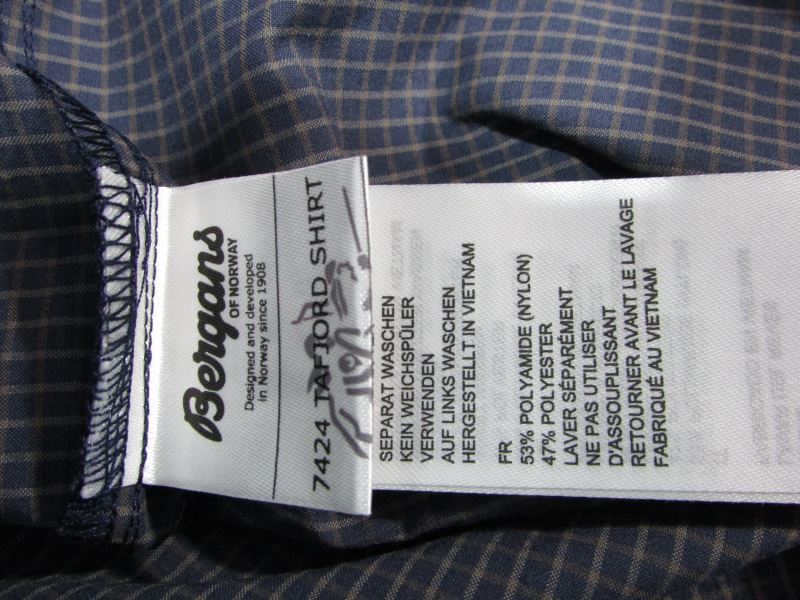 Bergans
OF NORWAY
Designed and developed
in Norway since 1908
7424 TAFJORD SHIRT
SEPARAT WASCHEN
KEIN WEICHSPÜLER
VERWENDEN
AUF LINKS WASCHEN
HERGESTELLT IN VIETNAM
FR
53% POLYAMIDE (NYLON)
47% POLYESTER
LAVER SÉPARÉMENT
NE PAS UTILISER
D'ASSOUPLISSANT
RETOURNER AVANT LE LAVAGE
FABRIQUÉ AU VIETNAM